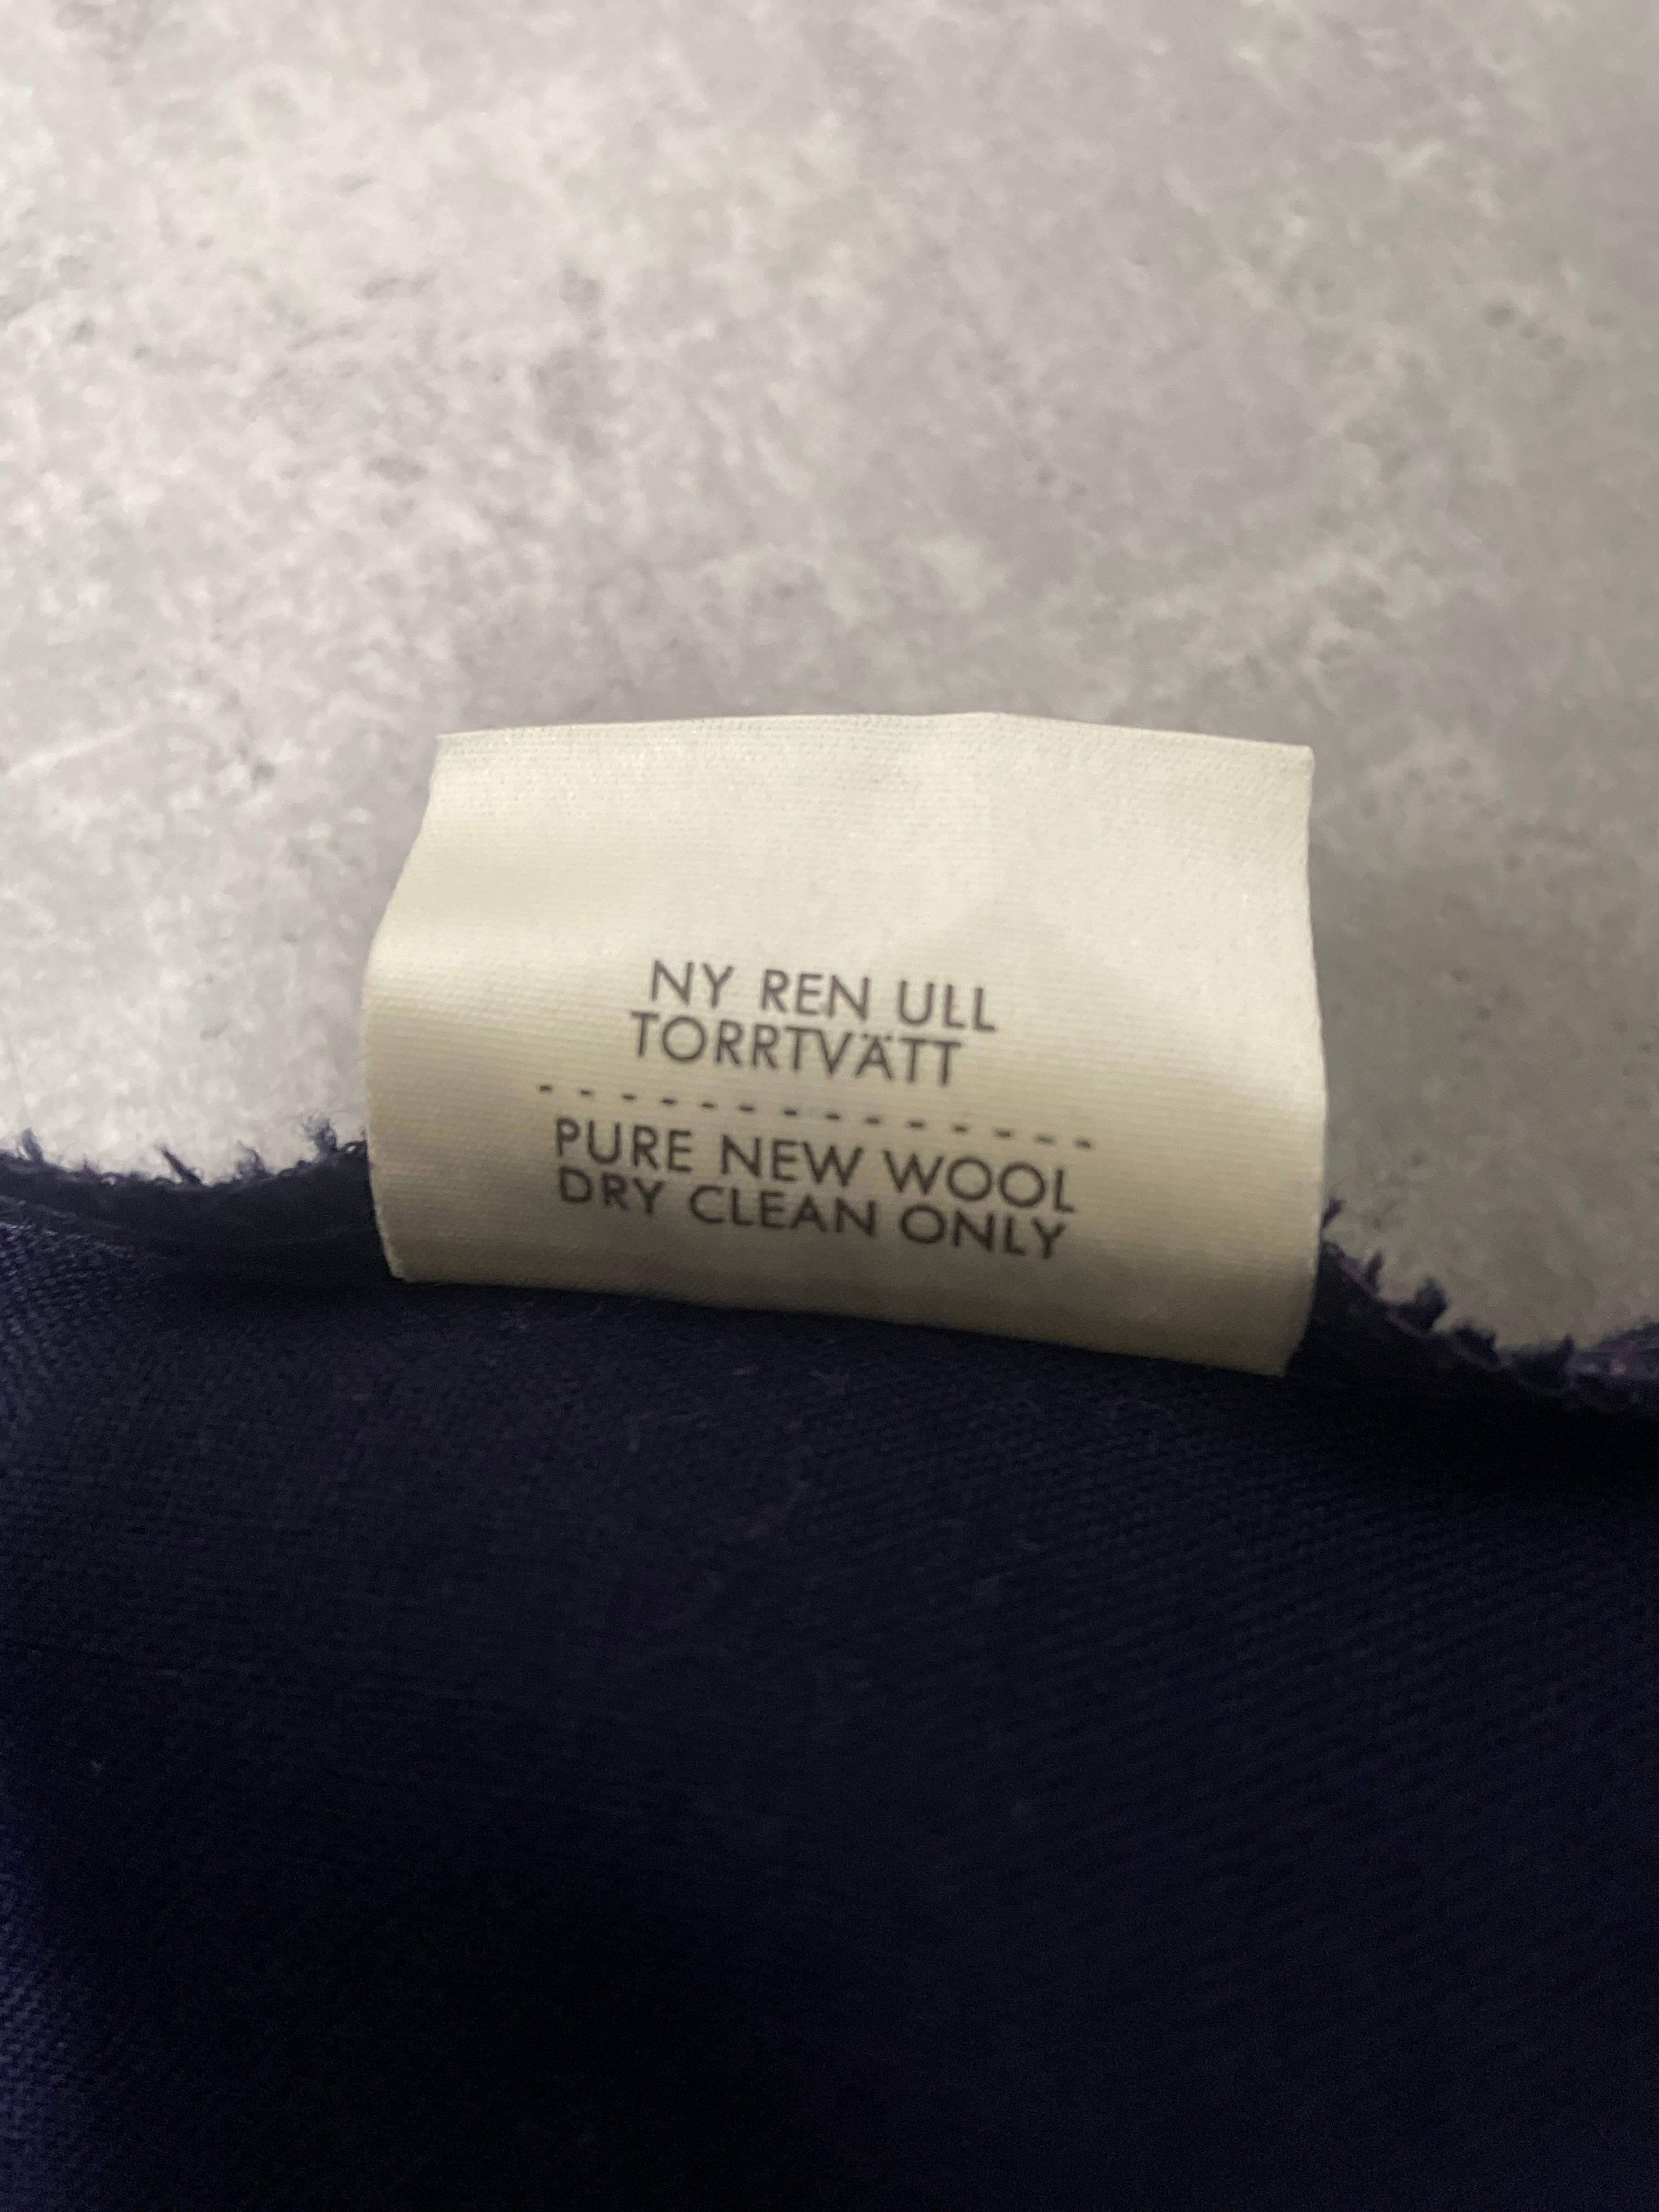 NY REN ULL
TORRTVÄTT
- - - - - - - - - - - - - - -
PURE NEW WOOL
DRY CLEAN ONLY